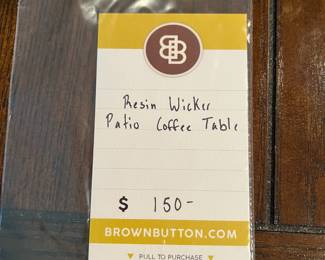 BB
Resin Wicker
Patio Coffee Table
$ 150-
BROWNBUTTON.COM
▼ PULL TO PURCHASE ▼